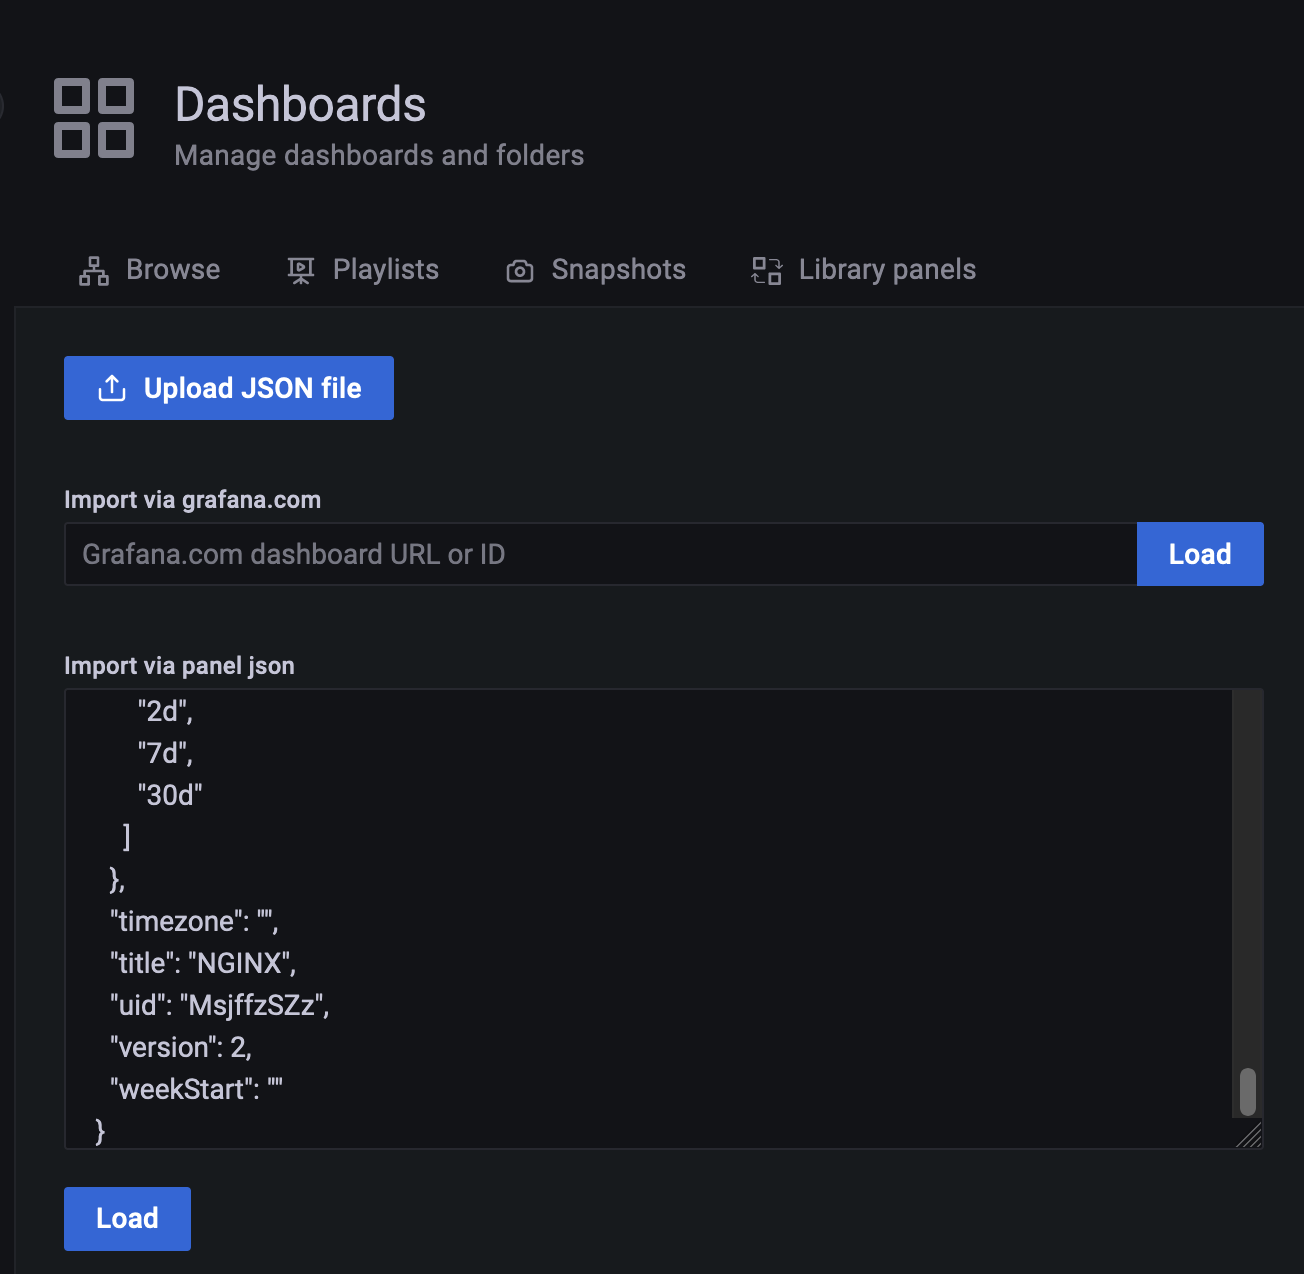 Dashboards
Manage dashboards and folders
Browse Playlists Snapshots Library panels
Upload JSON file
Import via grafana.com
Grafana.com dashboard URL or ID Load
Import via panel json
"2d",
"7d",
"30d"
]
},
"timezone": "",
"title": "NGINX",
"uid": "MsjffzSZz",
"version": 2,
"weekStart": ""
}
Load